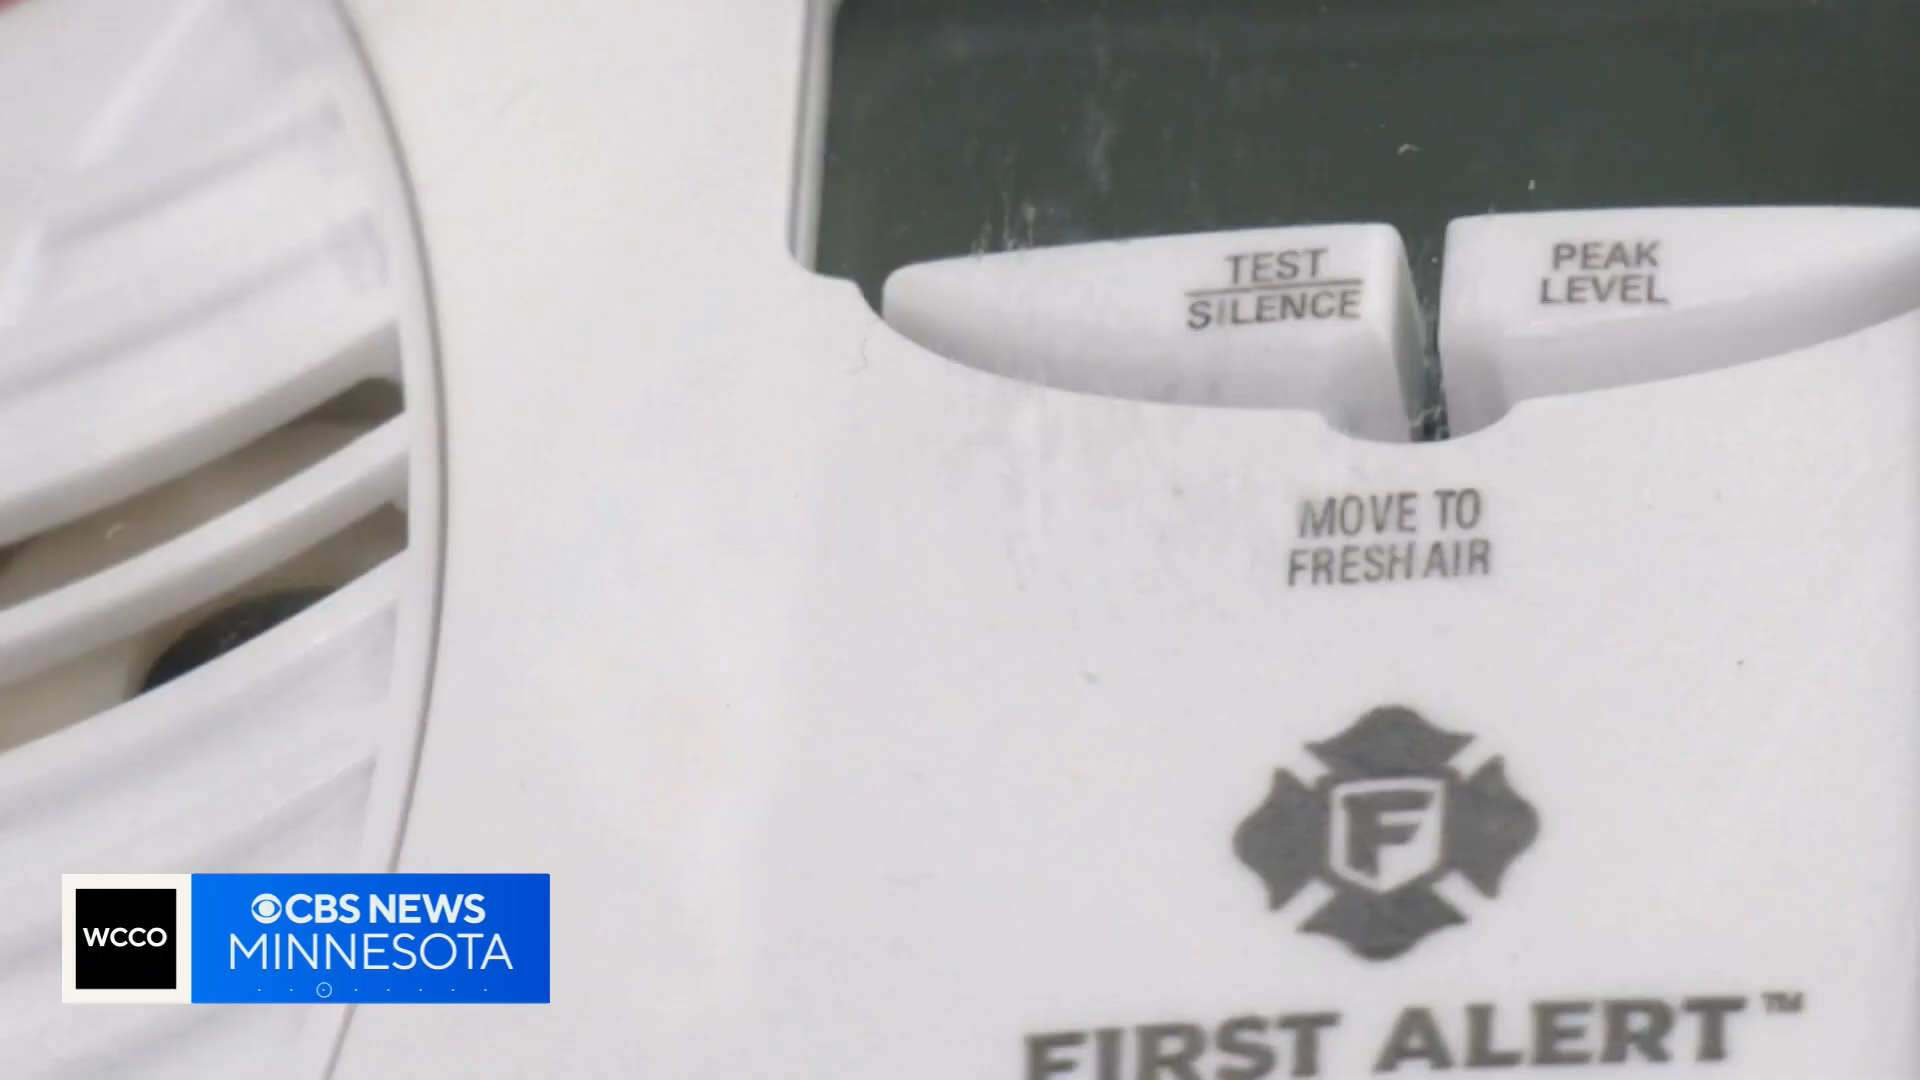 TEST
SILENCE
PEAK
LEVEL
MOVE TO
FRESH AIR
F
FIRST ALERT™
WCCO
CBS NEWS
MINNESOTA